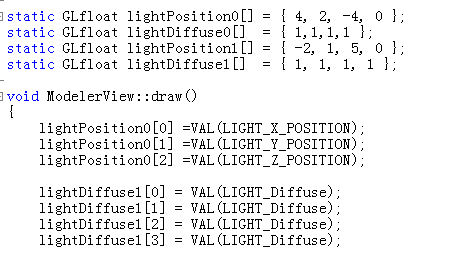 static GLfloat lightPosition0[] = { 4, 2, -4, 0 };
static GLfloat lightDiffuse0[] = { 1,1,1,1 };
static GLfloat lightPosition1[] = { -2, 1, 5, 0 };
static GLfloat lightDiffuse1[] = { 1, 1, 1, 1 };
void ModelerView::draw()
{
lightPosition0[0] =VAL(LIGHT_X_POSITION);
lightPosition0[1] =VAL(LIGHT_Y_POSITION);
lightPosition0[2] =VAL(LIGHT_Z_POSITION);
lightDiffuse1[0] = VAL(LIGHT_Diffuse);
lightDiffuse1[1] = VAL(LIGHT_Diffuse);
lightDiffuse1[2] = VAL(LIGHT_Diffuse);
lightDiffuse1[3] = VAL(LIGHT_Diffuse);